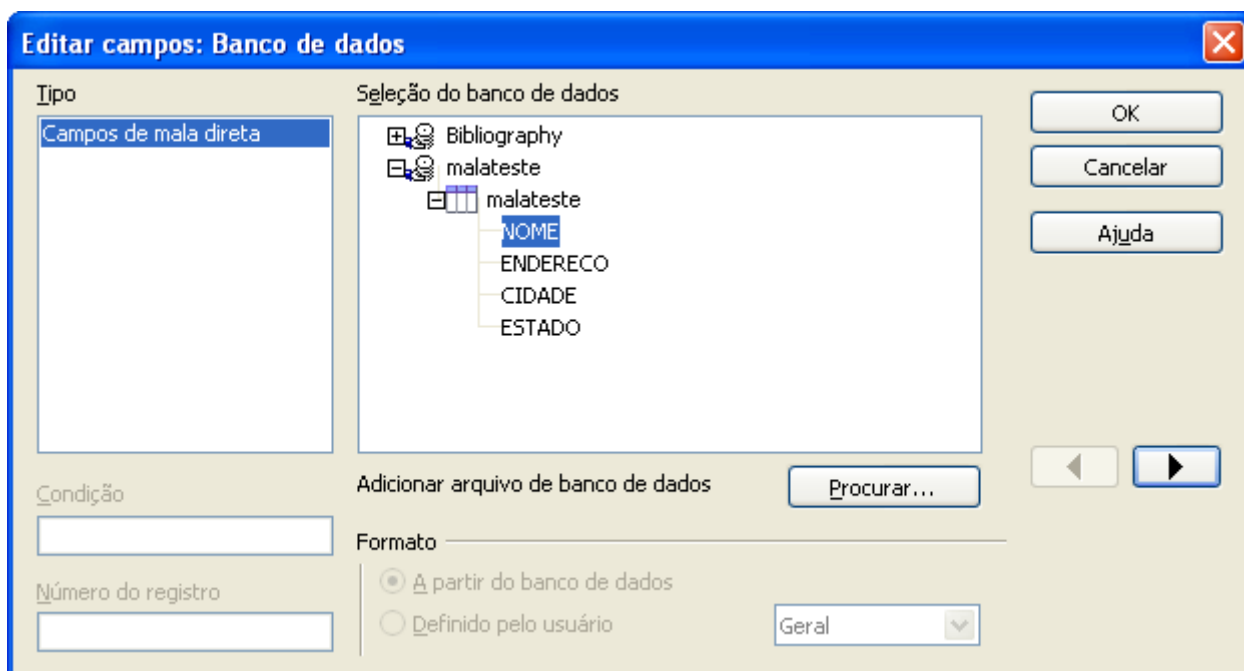 Editar campos: Banco de dados
Tipo
Campos de mala direta
Seleção do banco de dados
Bibliography
malateste
malateste
NOME
ENDERECO
CIDADE
ESTADO
OK
Cancelar
Ajuda
Adicionar arquivo de banco de dados
Procurar...
Condição
Número do registro
Formato
A partir do banco de dados
Definido pelo usuário
Geral